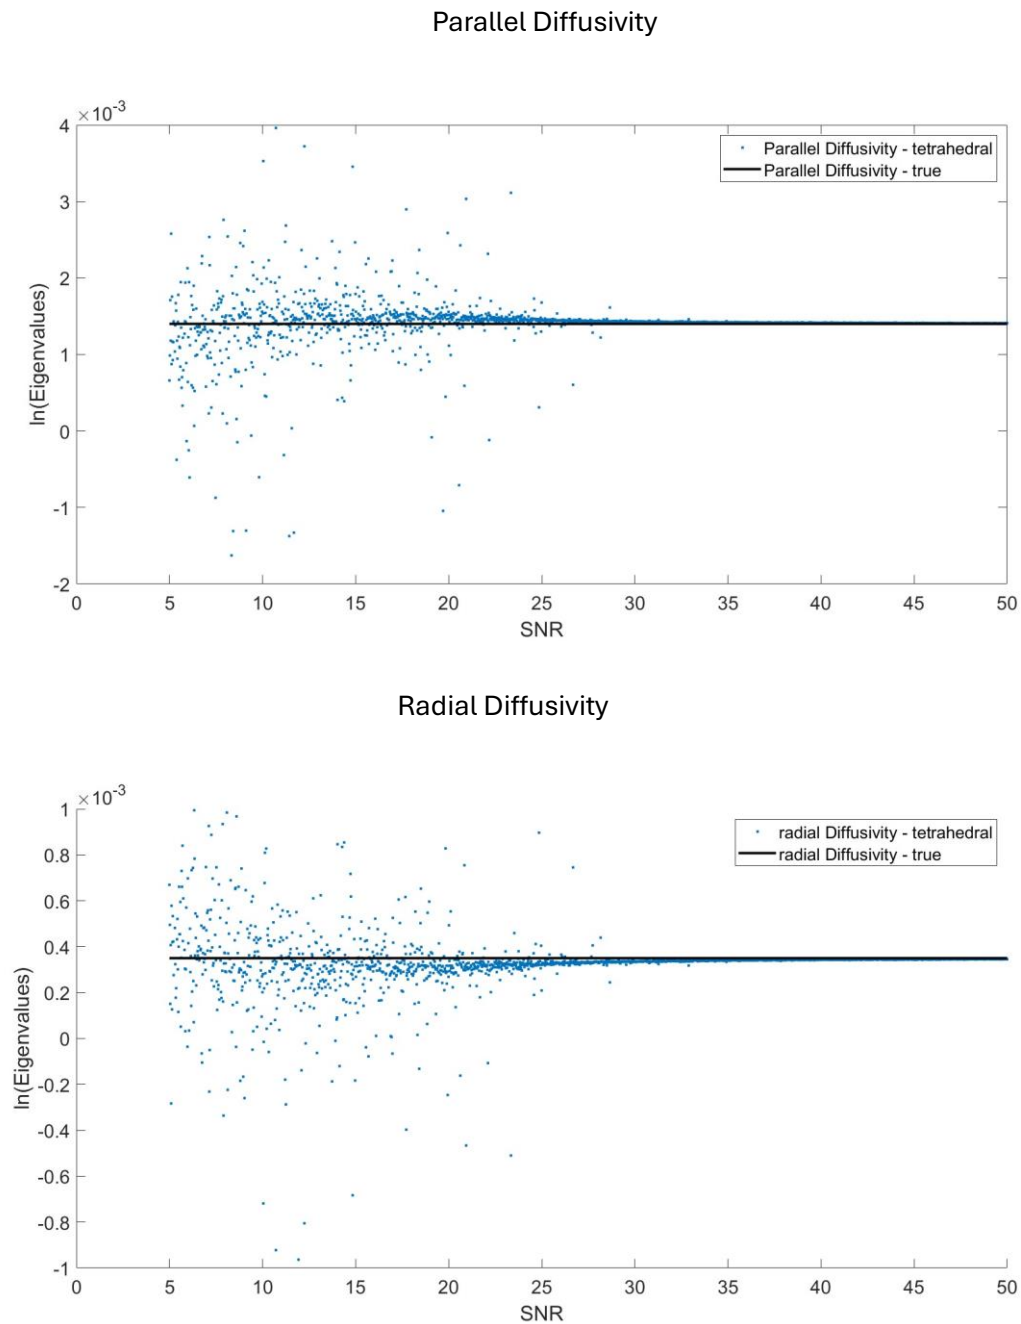 Parallel Diffusivity
×10-3
4
3
2
1
0
-1
-2
ln(Eigenvalues)
Parallel Diffusivity - tetrahedral
Parallel Diffusivity - true
0 5 10 15 20 25 30 35 40 45 50
SNR
Radial Diffusivity
×10-3
1
0.8
0.6
0.4
0.2
0
-0.2
-0.4
-0.6
-0.8
-1
ln(Eigenvalues)
radial Diffusivity - tetrahedral
radial Diffusivity - true
0 5 10 15 20 25 30 35 40 45 50
SNR